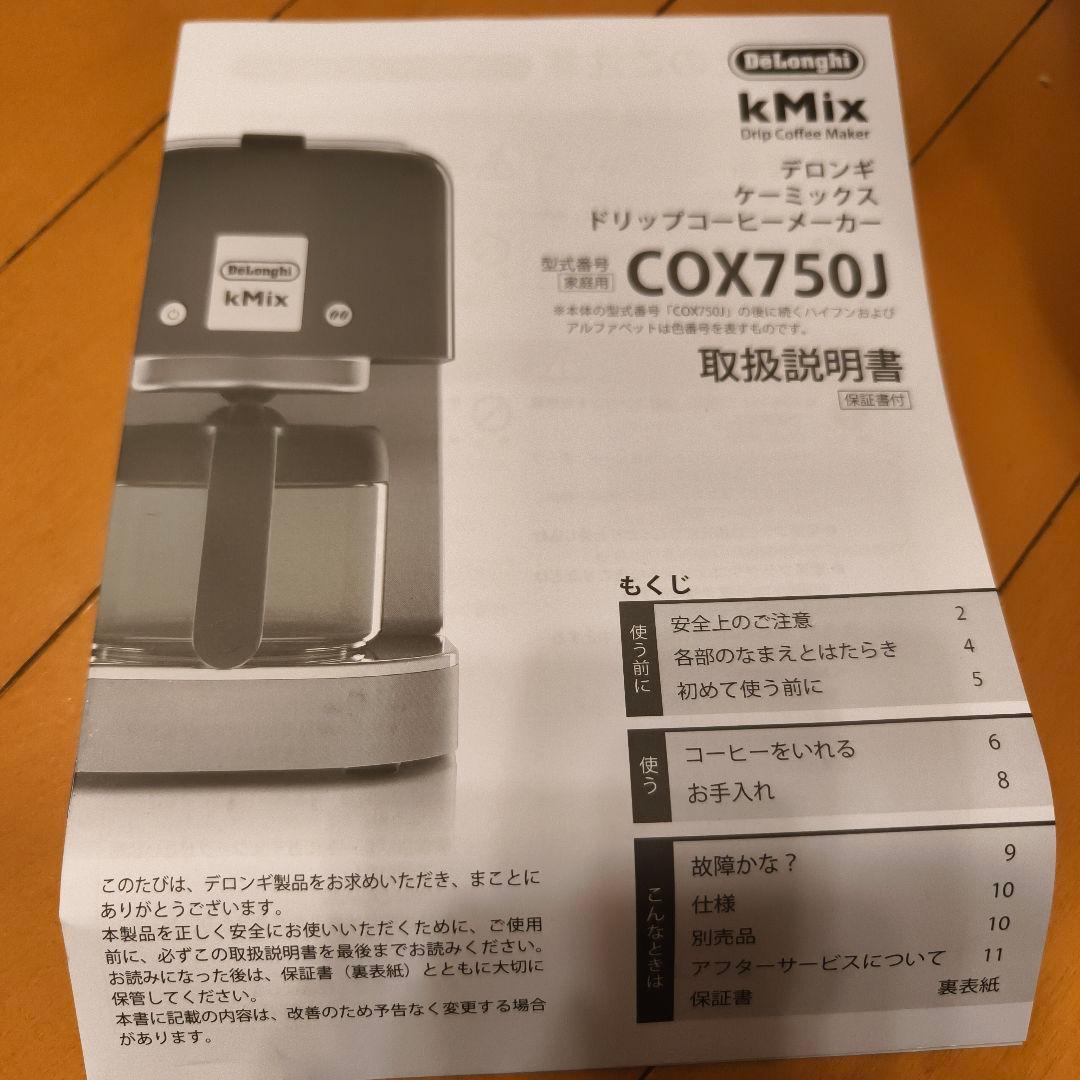 DeLonghi
kMix
Drip Coffee Maker
デロンギ
ケーミックス
ドリップコーヒーメーカー
型式番号 COX750J
家庭用
※本体の型式番号「COX750J」の後に続くハイフンおよび
アルファベットは色番号を表すものです。
取扱説明書
保証書付
DeLonghi
kMix
もくじ
使う前に
安全上のご注意 2
各部のなまえとはたらき 4
初めて使う前に 5
使う
コーヒーをいれる 6
お手入れ 8
こんなときは
故障かな？ 9
仕様 10
別売品 10
アフターサービスについて 11
保証書 裏表紙
このたびは、デロンギ製品をお求めいただき、まことに
ありがとうございます。
本製品を正しく安全にお使いいただくために、ご使用
前に、必ずこの取扱説明書を最後までお読みください。
お読みになった後は、保証書（裏表紙）とともに大切に
保管してください。
本書に記載の内容は、改善のため予告なく変更する場合
があります。